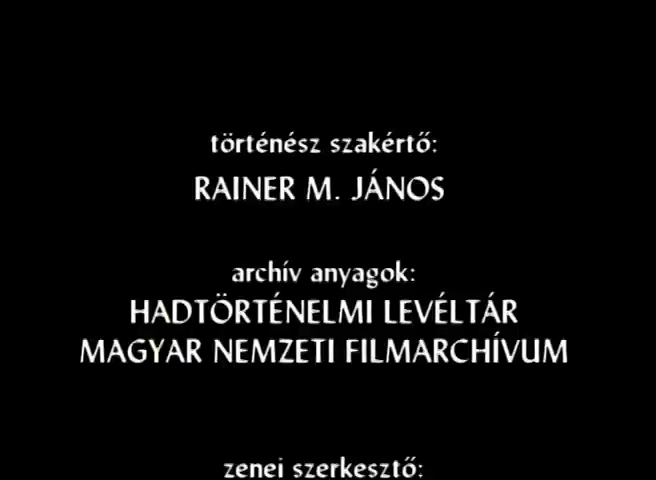 történész szakértő:
RAINER M. JÁNOS
archív anyagok:
HADTÖRTÉNELMI LEVÉLTÁR
MAGYAR NEMZETI FILMARCHÍVUM
zenei szerkesztő: